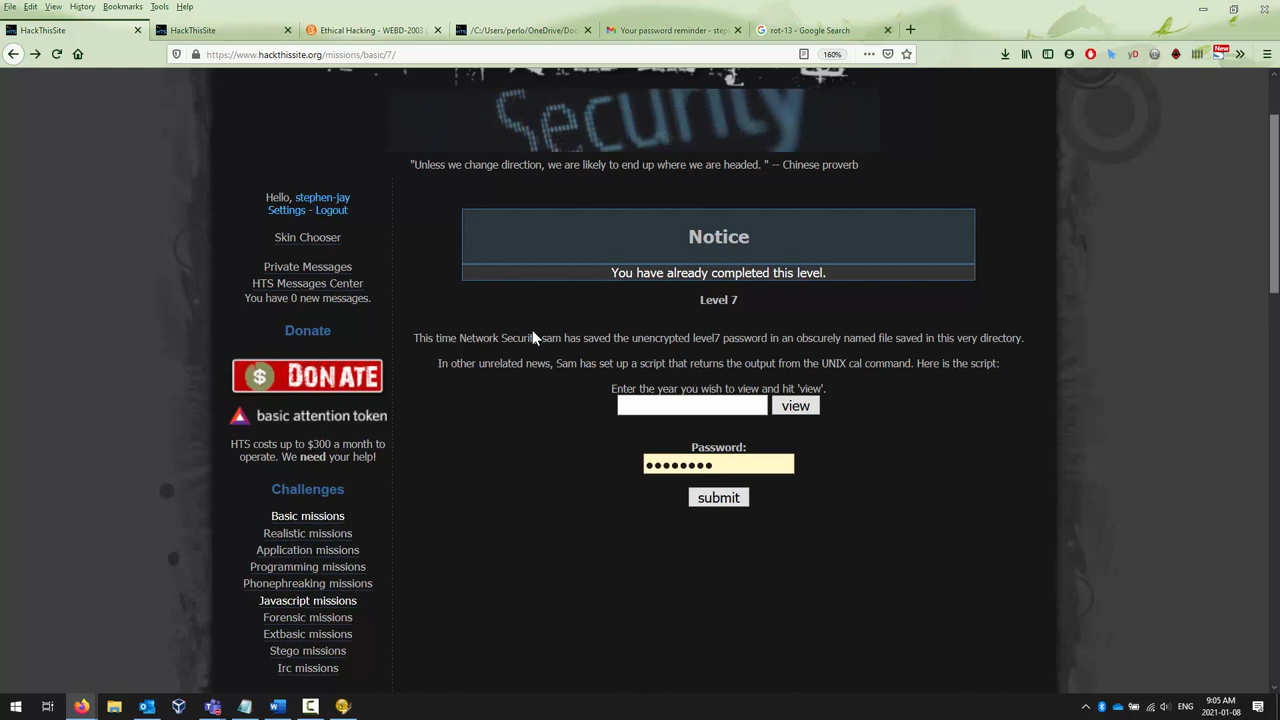 File Edit View History Bookmarks Tools Help
HackThisSite
HackThisSite
Ethical Hacking - WEBD-2003
/C:/Users/perlo/OneDrive/Doc
Your password reminder - step
rot-13 - Google Search
https://www.hackthissite.org/missions/basic/7/
160%
New
Security
"Unless we change direction, we are likely to end up where we are headed. " -- Chinese proverb
Hello, stephen-jay
Settings - Logout
Skin Chooser
Private Messages
HTS Messages Center
You have 0 new messages.
Donate
DONATE
basic attention token
HTS costs up to $300 a month to
operate. We need your help!
Challenges
Basic missions
Realistic missions
Application missions
Programming missions
Phonephreaking missions
Javascript missions
Forensic missions
Extbasic missions
Stego missions
Irc missions
Notice
You have already completed this level.
Level 7
This time Network Security sam has saved the unencrypted level7 password in an obscurely named file saved in this very directory.
In other unrelated news, Sam has set up a script that returns the output from the UNIX cal command. Here is the script:
Enter the year you wish to view and hit 'view'.
view
Password:
submit
ENG
9:05 AM
2021-01-08